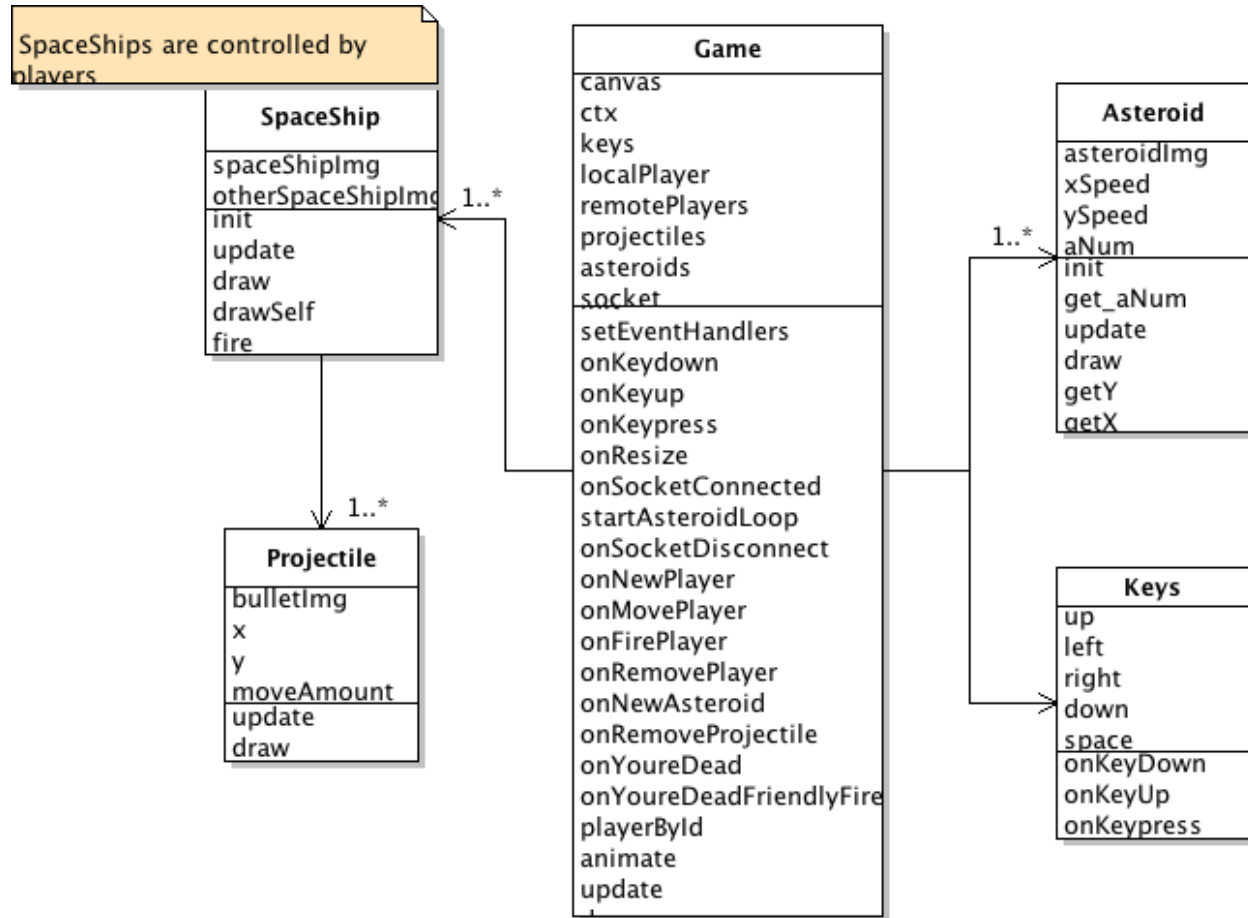 SpaceShips are controlled by
players
SpaceShip
spaceShipImg
otherSpaceShipImg
init
update
draw
drawSelf
fire
1..*
1..*
Projectile
bulletImg
x
y
moveAmount
update
draw
Game
canvas
ctx
keys
localPlayer
remotePlayers
projectiles
asteroids
socket
setEventHandlers
onKeydown
onKeyup
onKeypress
onResize
onSocketConnected
startAsteroidLoop
onSocketDisconnect
onNewPlayer
onMovePlayer
onFirePlayer
onRemovePlayer
onNewAsteroid
onRemoveProjectile
onYoureDead
onYoureDeadFriendlyFire
playerById
animate
update
1..*
Asteroid
asteroidImg
xSpeed
ySpeed
aNum
init
get_aNum
update
draw
getY
getX
Keys
up
left
right
down
space
onKeyDown
onKeyUp
onKeypress